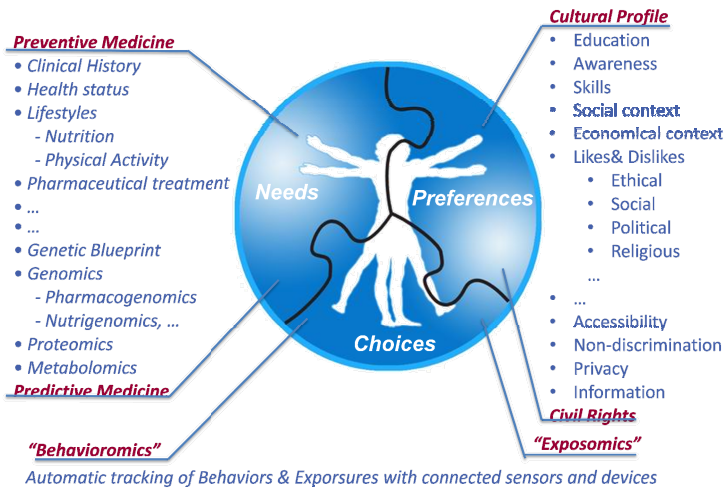 Preventive Medicine
• Clinical History
• Health status
• Lifestyles
- Nutrition
- Physical Activity
• Pharmaceutical treatment
• ...
• ...
• Genetic Blueprint
• Genomics
- Pharmacogenomics
- Nutrigenomics, ...
• Proteomics
• Metabolomics
Predictive Medicine
"Behavioromics"
Needs
Preferences
Choices
Cultural Profile
• Education
• Awareness
• Skills
• Social context
• Economical context
• Likes& Dislikes
• Ethical
• Social
• Political
• Religious
...
• ...
• Accessibility
• Non-discrimination
• Privacy
• Information
Civil Rights
"Exposomics"
Automatic tracking of Behaviors & Exporsures with connected sensors and devices